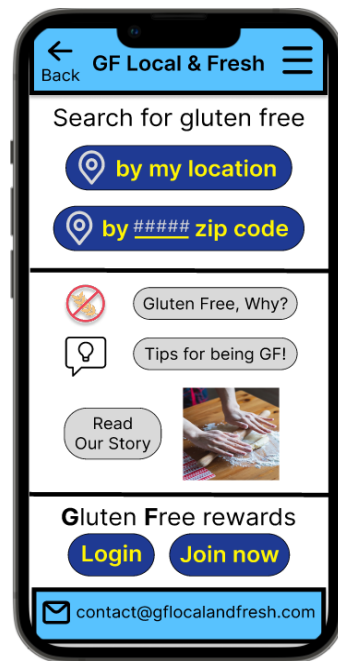 Back
GF Local & Fresh
Search for gluten free
by my location
by ##### zip code
Gluten Free, Why?
Tips for being GF!
Read
Our Story
Gluten Free rewards
Login
Join now
contact@gflocalandfresh.com